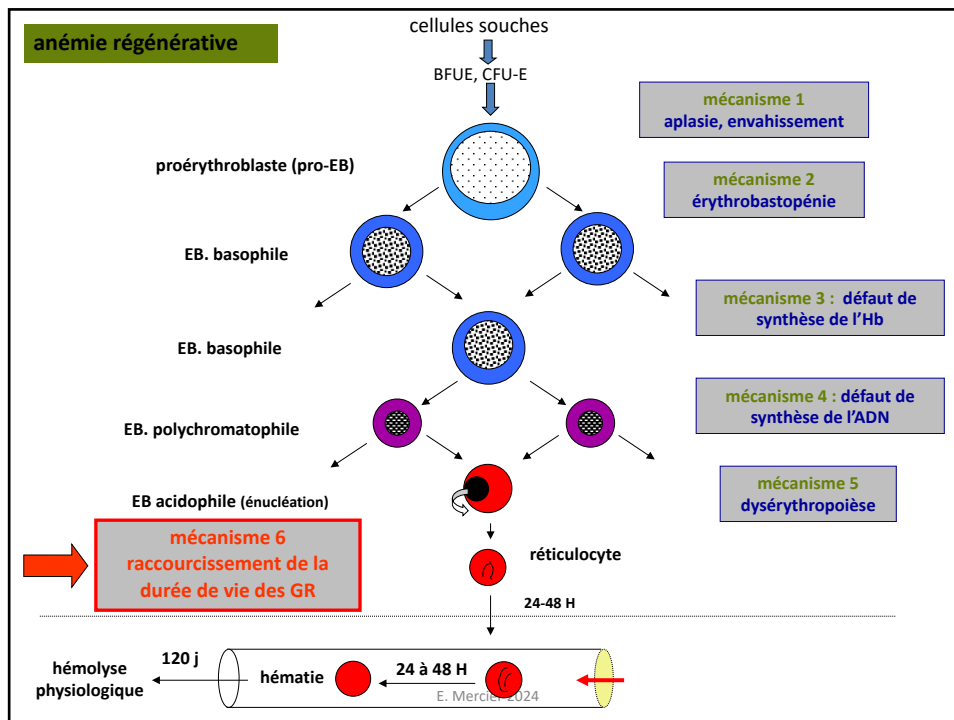 anémie régénérative
cellules souches
BFUE, CFU-E
mécanisme 1
aplasie, envahissement
proérythroblaste (pro-EB)
mécanisme 2
érythrobastopénie
EB. basophile
mécanisme 3 : défaut de
synthèse de l'Hb
EB. basophile
mécanisme 4 : défaut de
synthèse de l'ADN
EB. polychromatophile
mécanisme 5
dysérythropoièse
EB acidophile (énucléation)
mécanisme 6
raccourcissement de la
durée de vie des GR
réticulocyte
24-48 H
hémolyse
physiologique
120 j
hématie
24 à 48 H
E. Mercier 2024